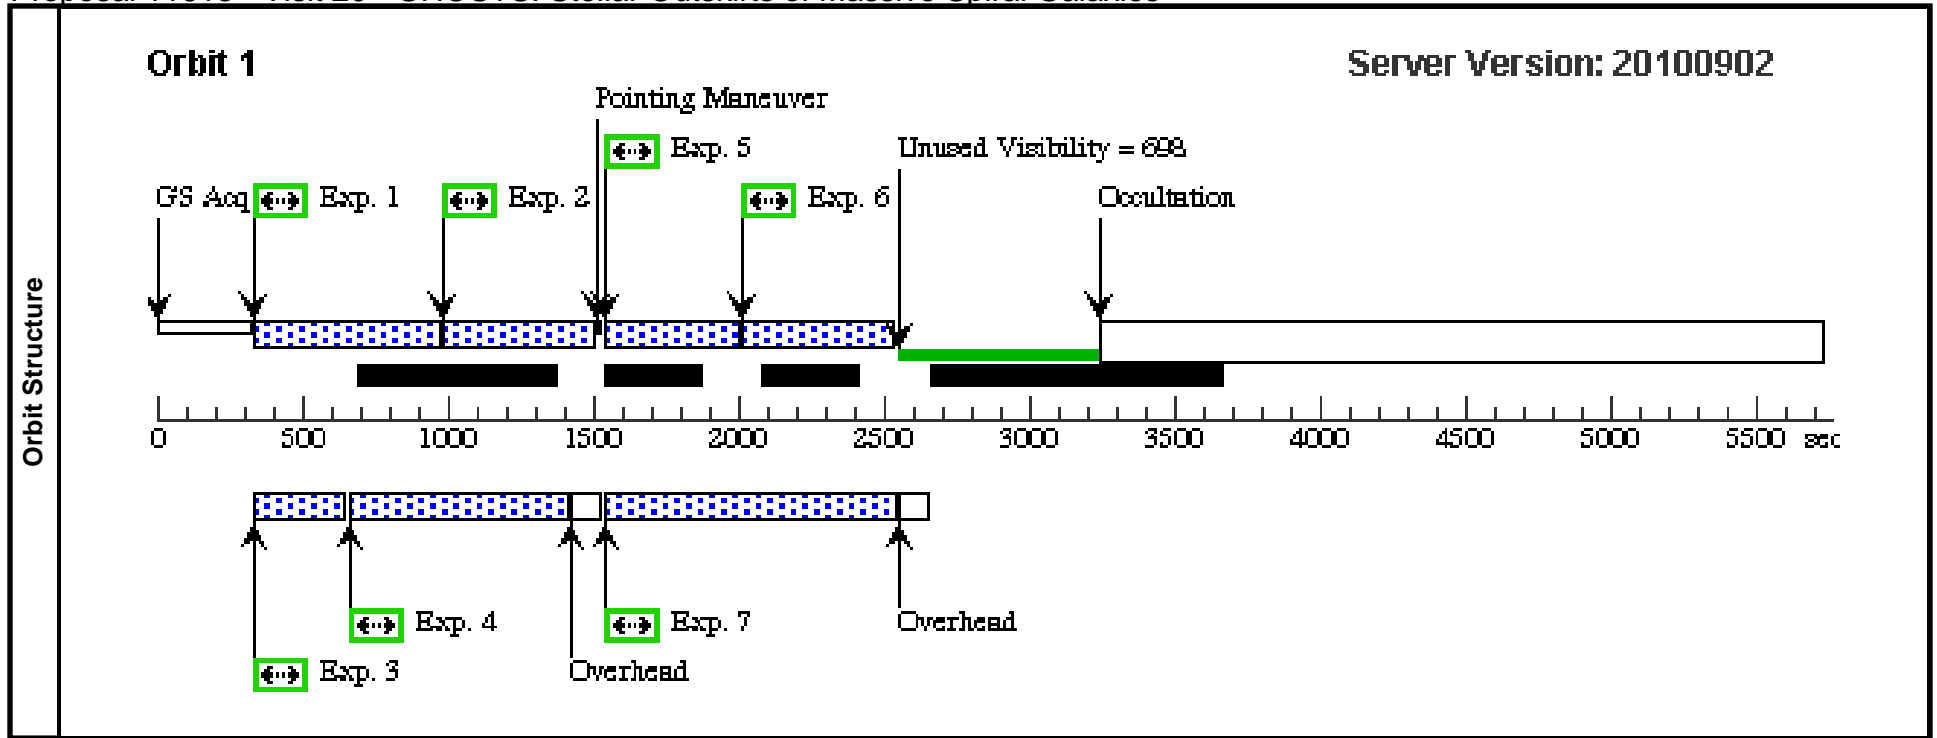 Orbit 1
Server Version: 20100902
Pointing Maneuver
Exp. 5
Unused Visibility = 698
GS Acq
Exp. 1
Exp. 2
Exp. 6
Occultation
Orbit Structure
0 500 1000 1500 2000 2500 3000 3500 4000 4500 5000 5500 sec
Exp. 4
Exp. 7
Overhead
Exp. 3
Overhead